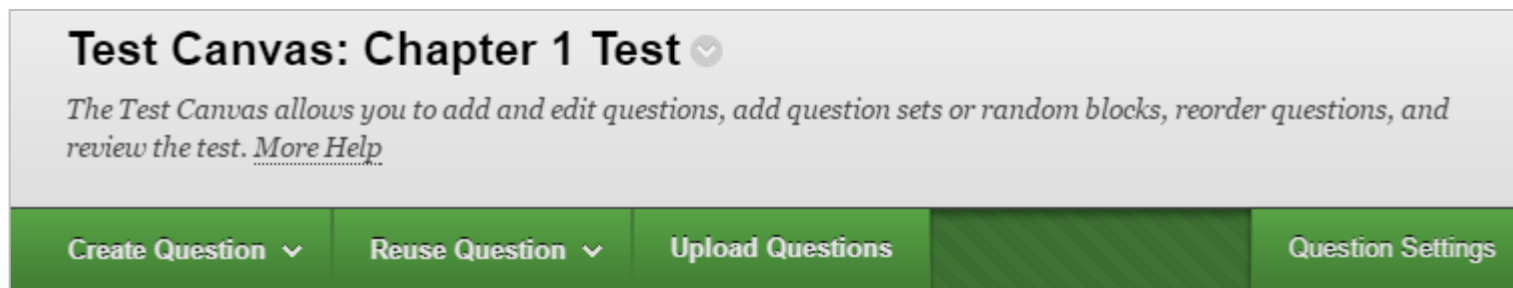 Test Canvas: Chapter 1 Test
The Test Canvas allows you to add and edit questions, add question sets or random blocks, reorder questions, and
review the test. More Help
Create Question Reuse Question Upload Questions Question Settings